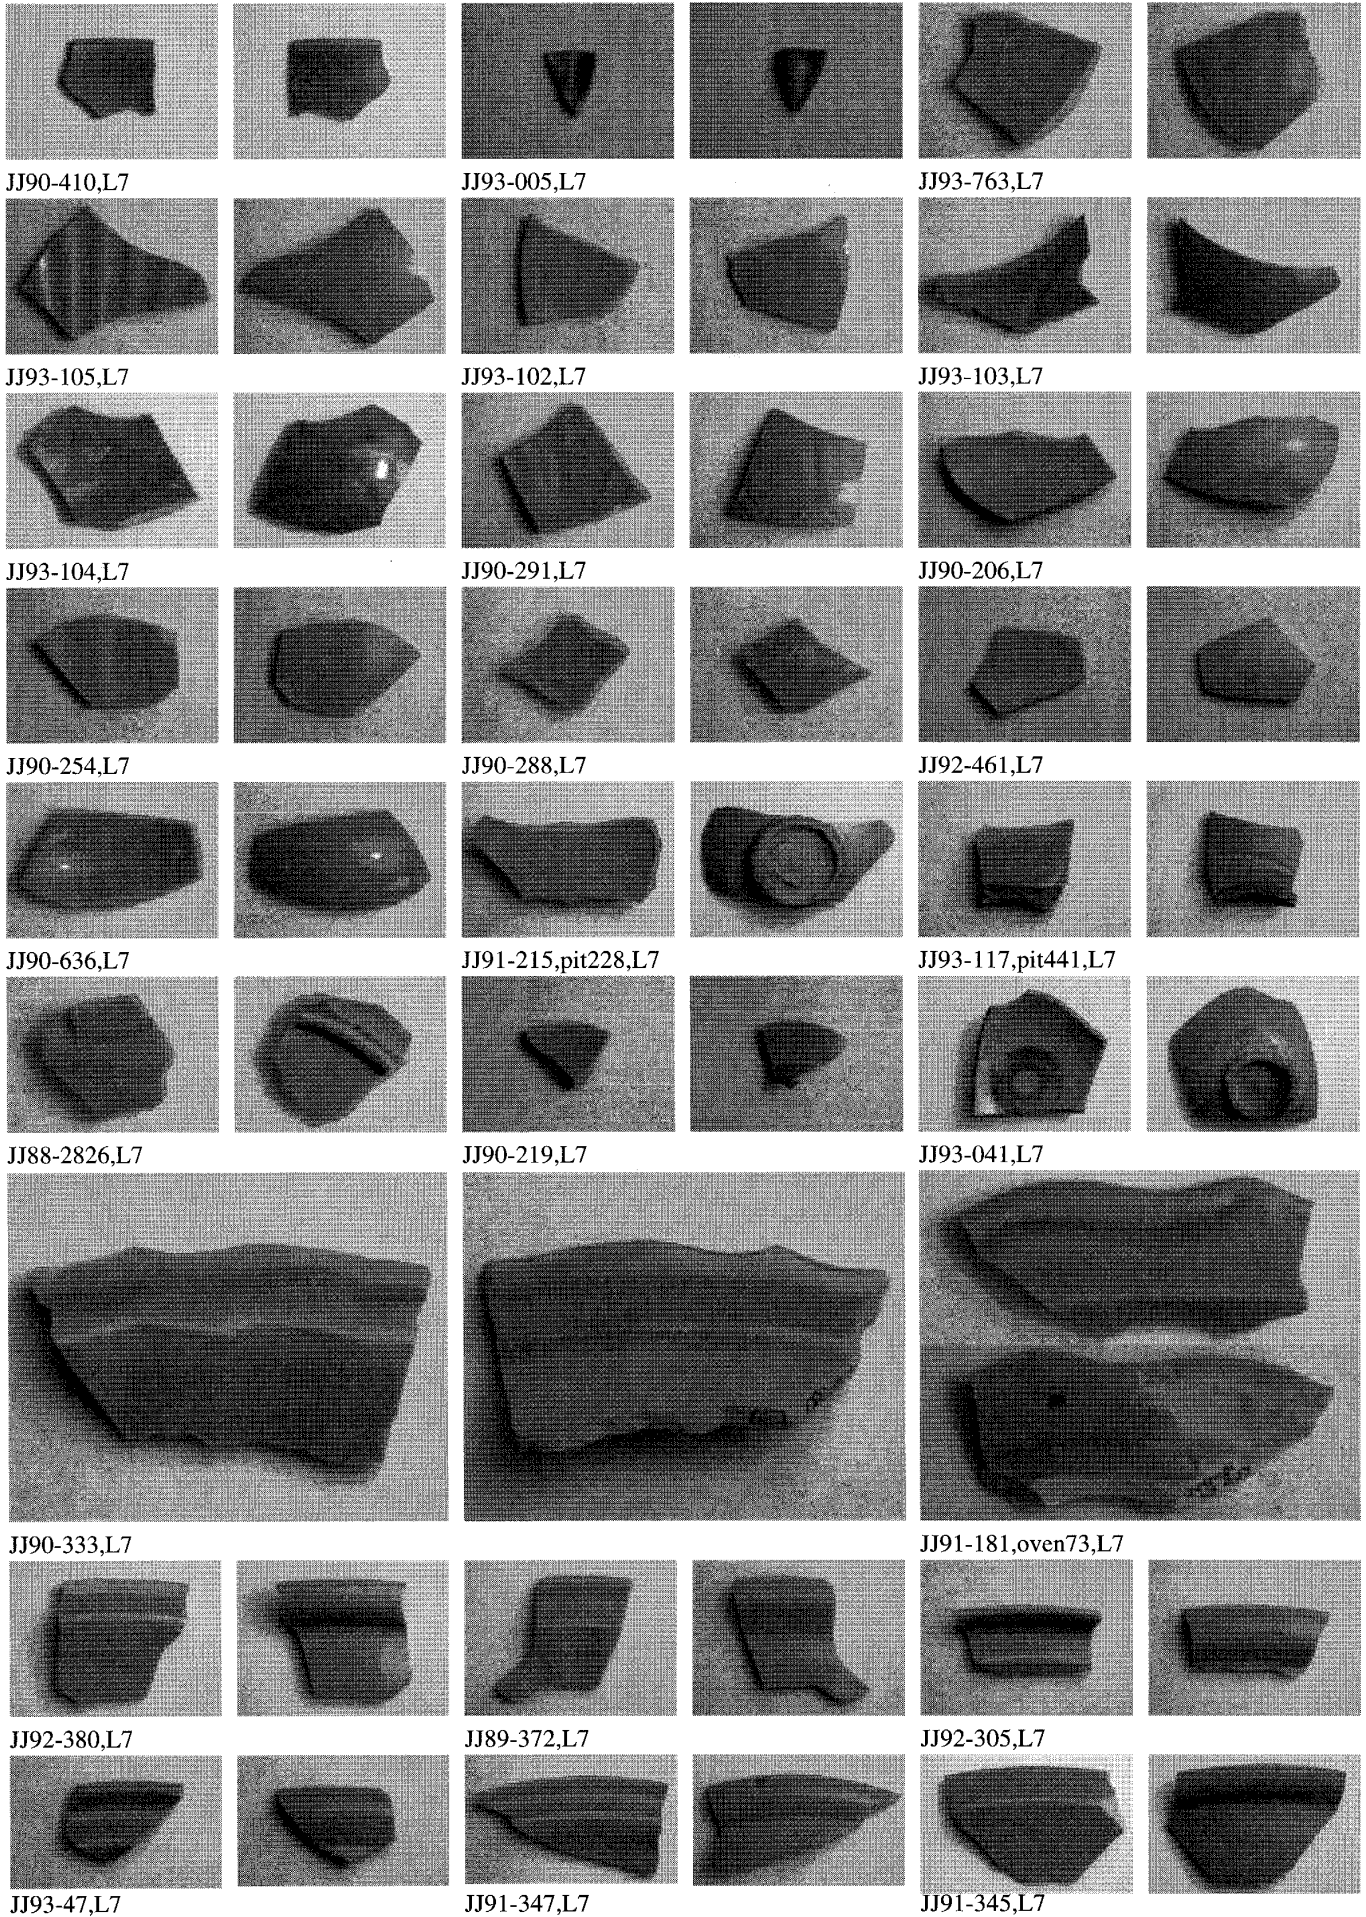 JJ90-410,L7 JJ93-005,L7 JJ93-763,L7
JJ93-105,L7 JJ93-102,L7 JJ93-103,L7
JJ93-104,L7 JJ90-291,L7 JJ90-206,L7
JJ90-254,L7 JJ90-288,L7 JJ92-461,L7
JJ90-636,L7 JJ91-215,pit228,L7 JJ93-117,pit441,L7
JJ88-2826,L7 JJ90-219,L7 JJ93-041,L7
JJ90-333,L7 JJ91-181,oven73,L7
JJ92-380,L7 JJ89-372,L7 JJ92-305,L7
JJ93-47,L7 JJ91-347,L7 JJ91-345,L7